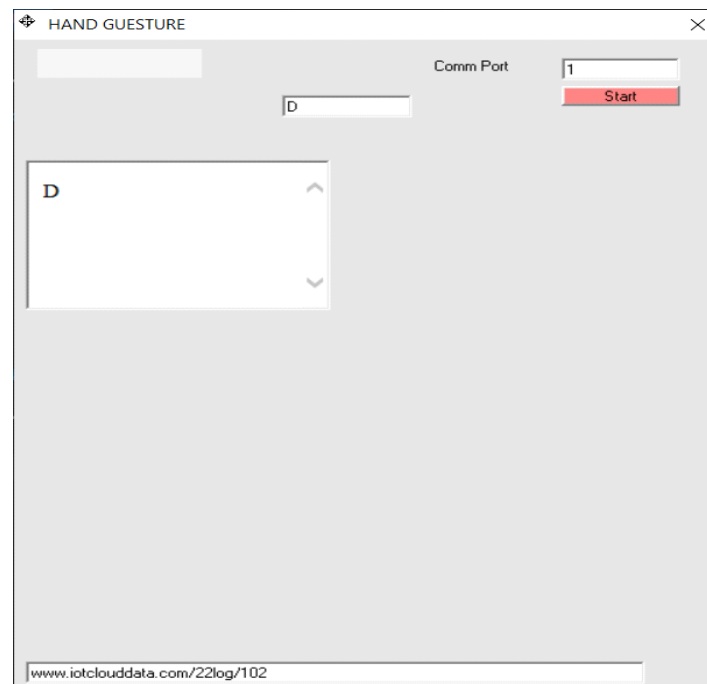 HAND GUESTURE
Comm Port
1
Start
D
D
www.iotclouddata.com/22log/102